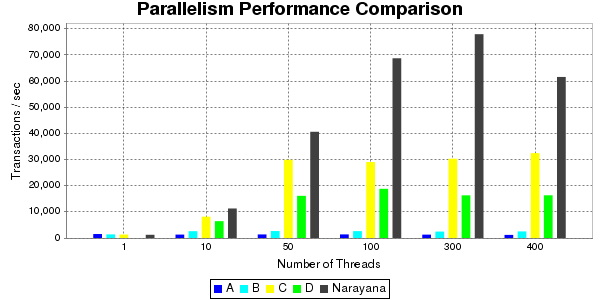 Parallelism Performance Comparison
Transactions / sec
80,000
70,000
60,000
50,000
40,000
30,000
20,000
10,000
0
1 10 50 100 300 400
Number of Threads
A B C D Narayana